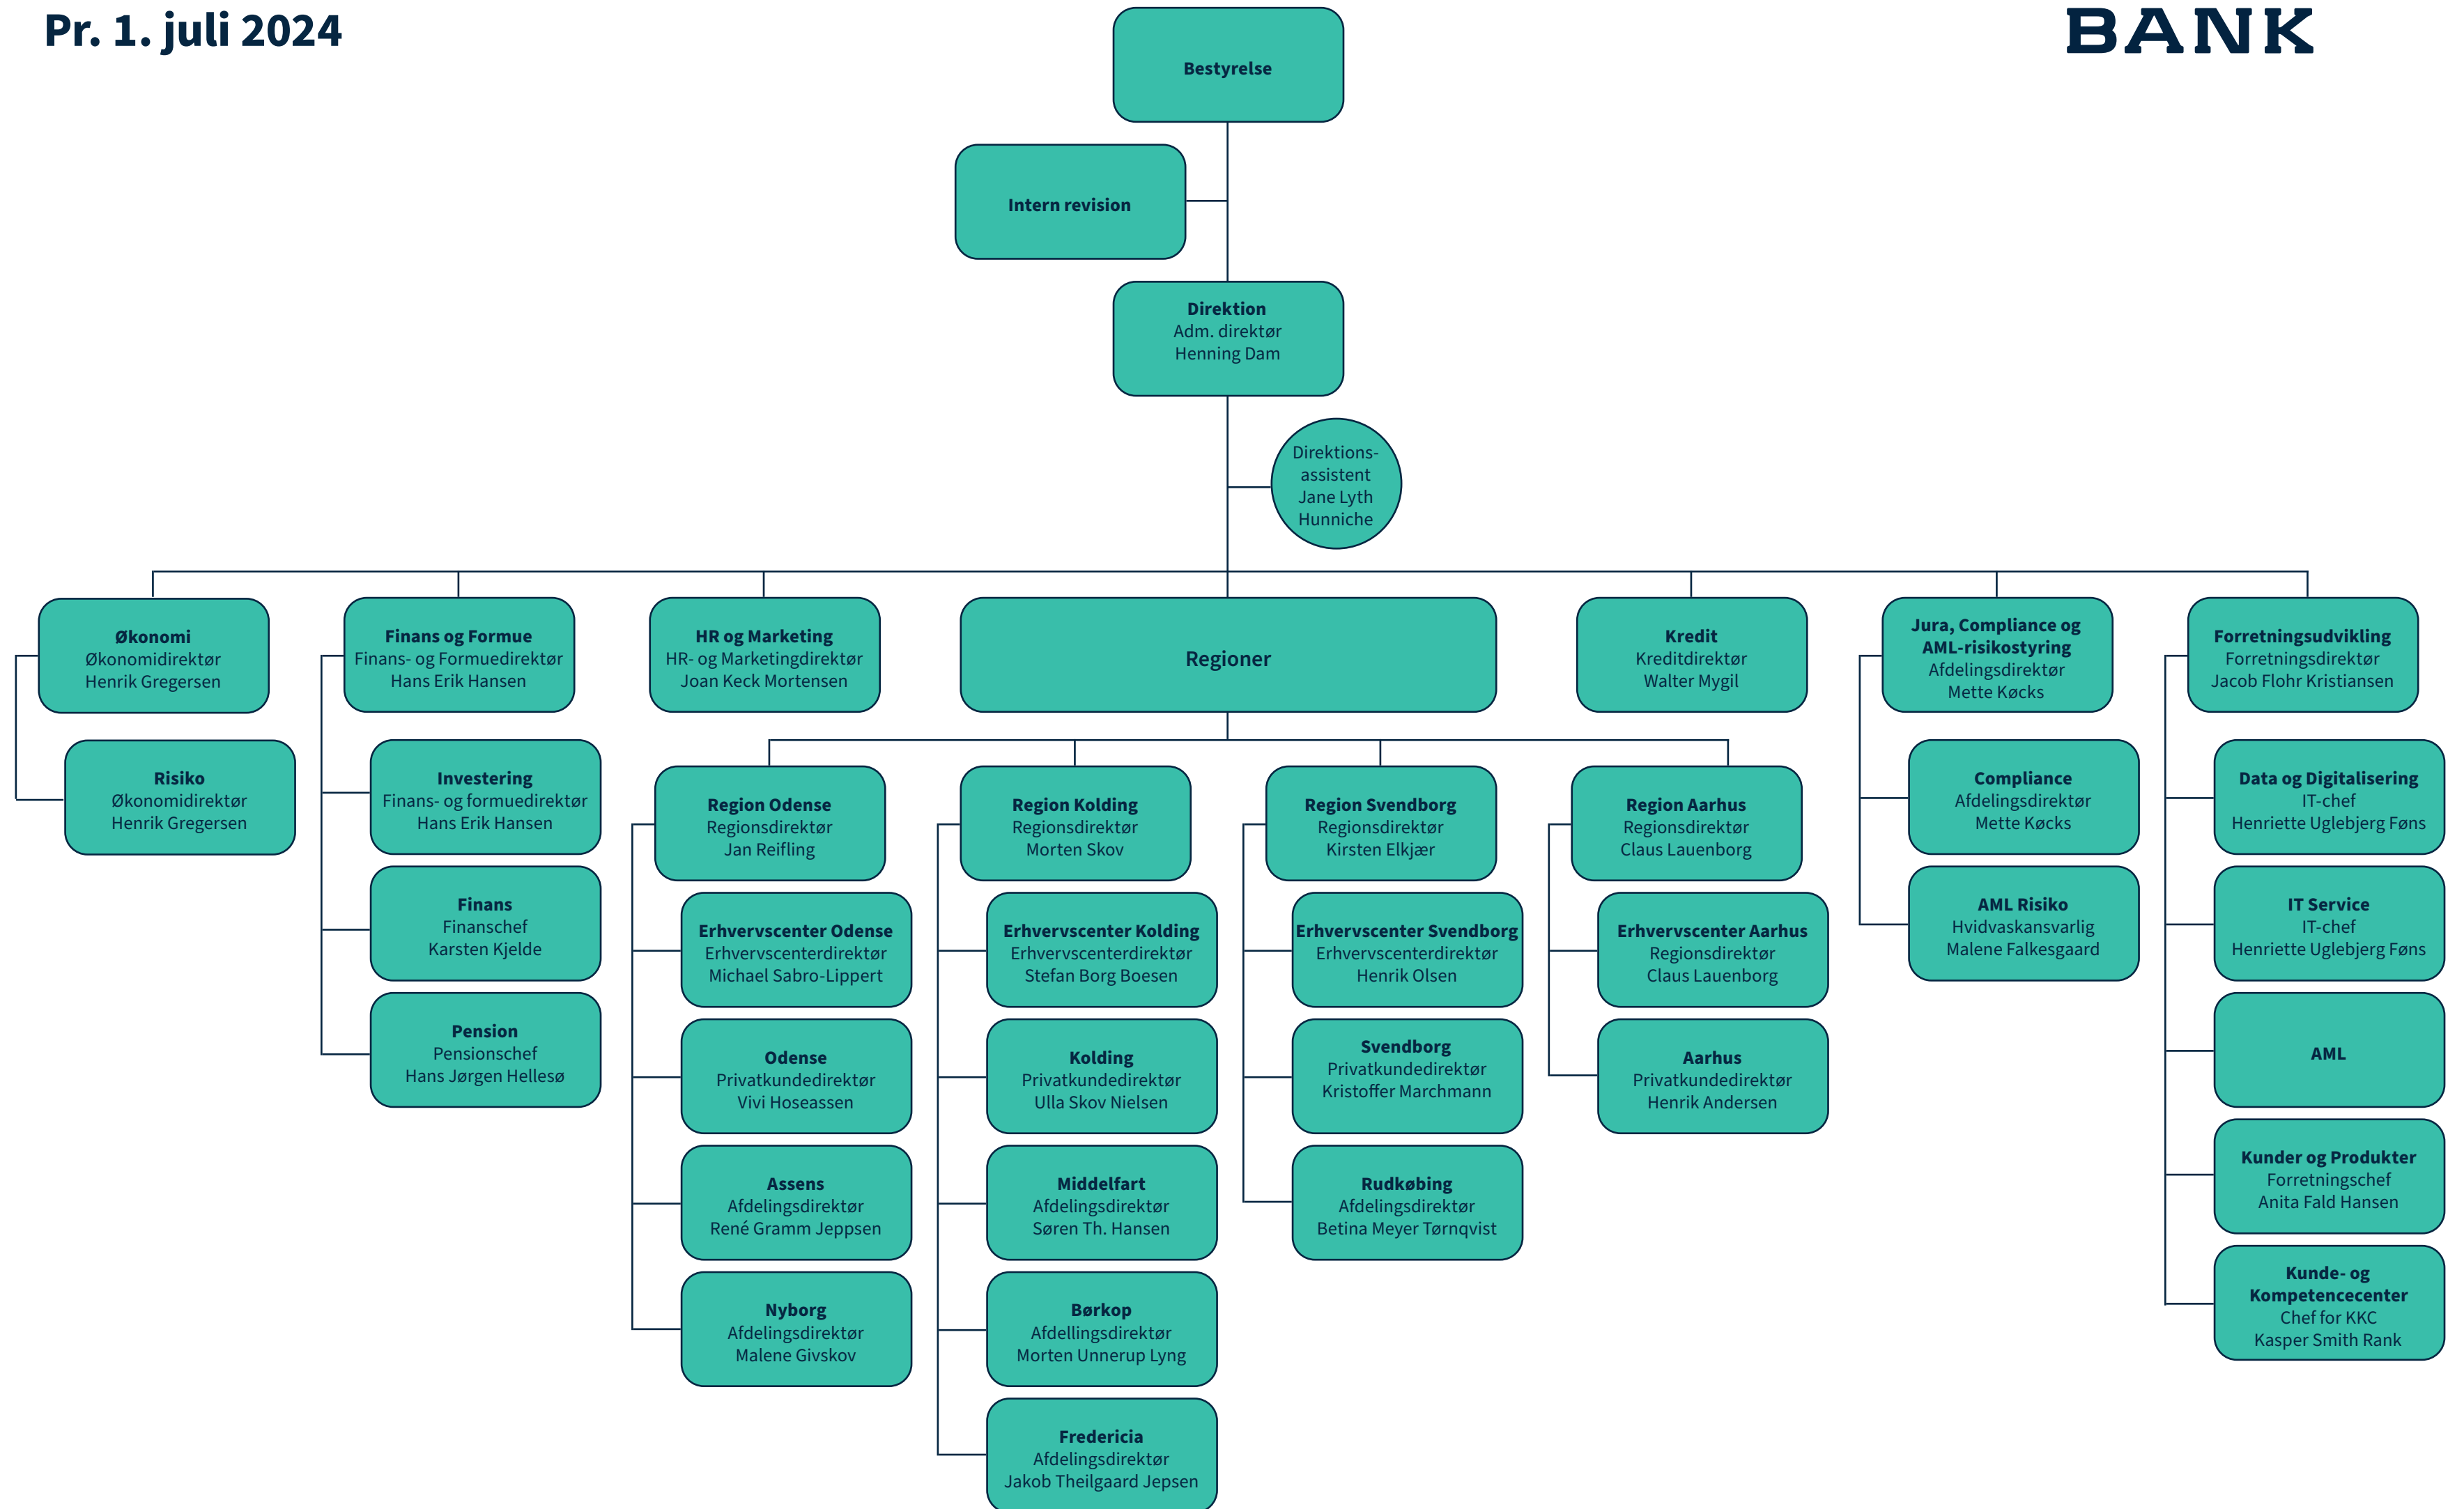 Pr. 1. juli 2024
BANK
Bestyrelse
Intern revision
Direktion
Adm. direktør
Henning Dam
Direktions-
assistent
Jane Lyth
Hunniche
Økonomi
Økonomidirektør
Henrik Gregersen
Risiko
Økonomidirektør
Henrik Gregersen
Finans og Formue
Finans- og Formuedirektør
Hans Erik Hansen
Investering
Finans- og formuedirektør
Hans Erik Hansen
Finans
Finanschef
Karsten Kjelde
Pension
Pensionschef
Hans Jørgen Hellesø
HR og Marketing
HR- og Marketingdirektør
Joan Keck Mortensen
Regioner
Region Odense
Regionsdirektør
Jan Reifling
Erhvervscenter Odense
Erhvervscenterdirektør
Michael Sabro-Lippert
Odense
Privatkundedirektør
Vivi Hoseassen
Assens
Afdelingsdirektør
René Gramm Jeppsen
Nyborg
Afdelingsdirektør
Malene Givskov
Region Kolding
Regionsdirektør
Morten Skov
Erhvervscenter Kolding
Erhvervscenterdirektør
Stefan Borg Boesen
Kolding
Privatkundedirektør
Ulla Skov Nielsen
Middelfart
Afdelingsdirektør
Søren Th. Hansen
Børkop
Afdellingsdirektør
Morten Unnerup Lyng
Fredericia
Afdelingsdirektør
Jakob Theilgaard Jepsen
Region Svendborg
Regionsdirektør
Kirsten Elkjær
Erhvervscenter Svendborg
Erhvervscenterdirektør
Henrik Olsen
Svendborg
Privatkundedirektør
Kristoffer Marchmann
Rudkøbing
Afdelingsdirektør
Betina Meyer Tørnqvist
Region Aarhus
Regionsdirektør
Claus Lauenborg
Erhvervscenter Aarhus
Regionsdirektør
Claus Lauenborg
Aarhus
Privatkundedirektør
Henrik Andersen
Kredit
Kreditdirektør
Walter Mygil
Jura, Compliance og
AML-risikostyring
Afdelingsdirektør
Mette Køcks
Compliance
Afdelingsdirektør
Mette Køcks
AML Risiko
Hvidvaskansvarlig
Malene Falkesgaard
Forretningsudvikling
Forretningsdirektør
Jacob Flohr Kristiansen
Data og Digitalisering
IT-chef
Henriette Uglebjerg Føns
IT Service
IT-chef
Henriette Uglebjerg Føns
AML
Kunder og Produkter
Forretningschef
Anita Fald Hansen
Kunde- og
Kompetencecenter
Chef for KKC
Kasper Smith Rank